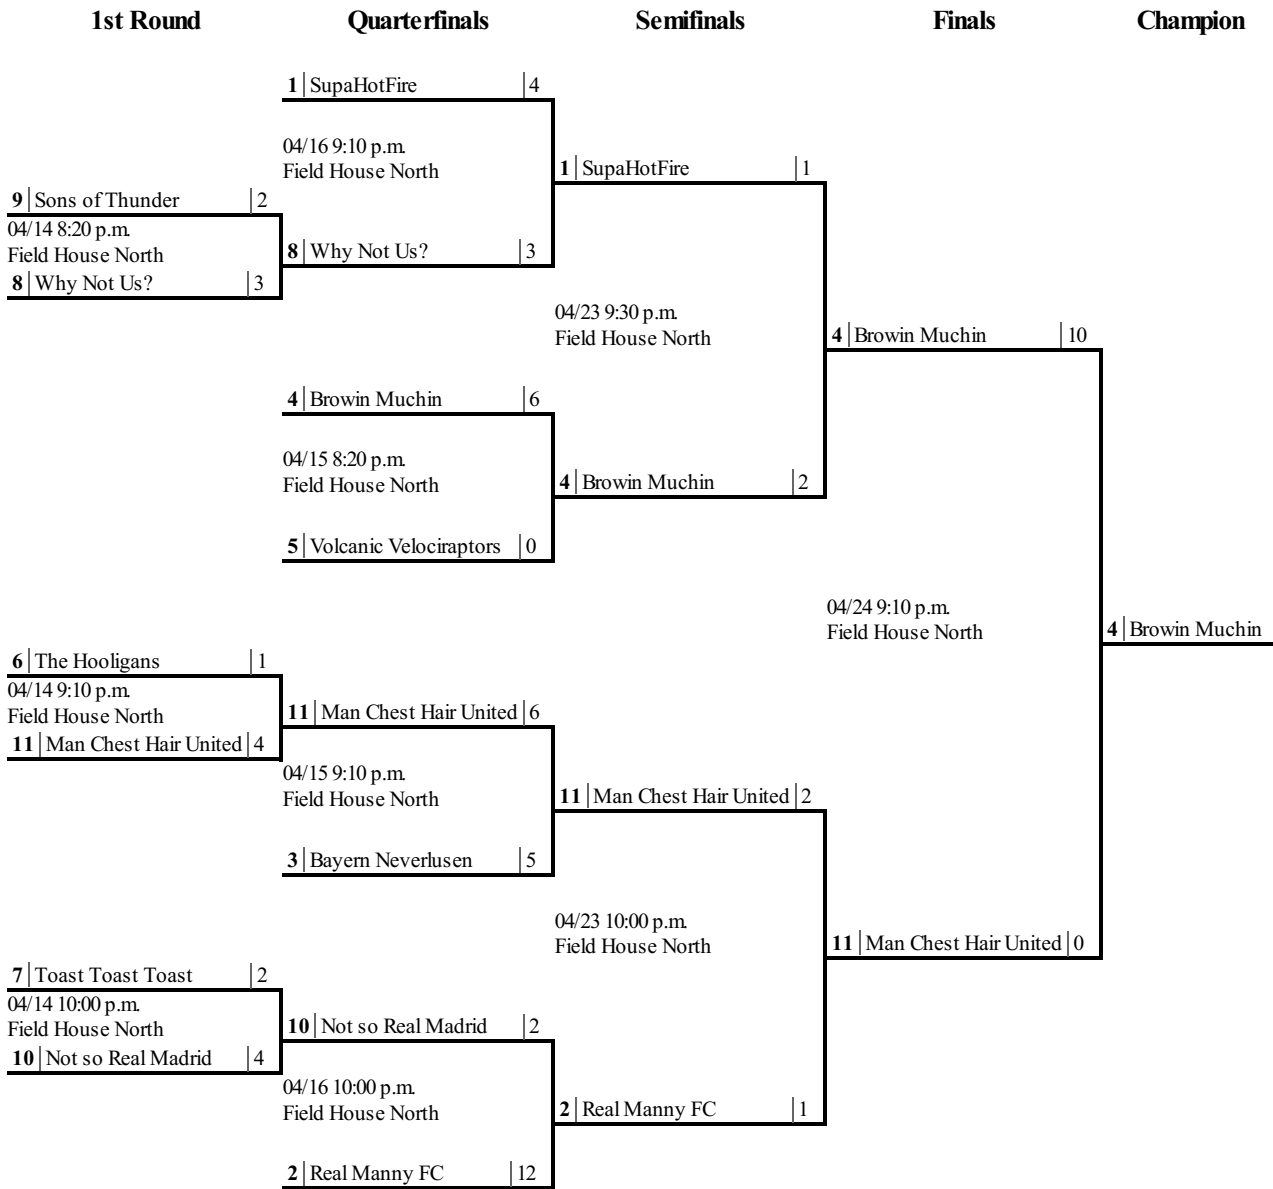 1st Round Quarterfinals Semifinals Finals Champion
1 SupaHotFire 4
04/16 9:10 p.m.
Field House North
1 SupaHotFire 1
9 Sons of Thunder 2
04/14 8:20 p.m.
Field House North
8 Why Not Us? 3
8 Why Not Us? 3
04/23 9:30 p.m.
Field House North
4 Browin Muchin 10
4 Browin Muchin 6
04/15 8:20 p.m.
Field House North
4 Browin Muchin 2
5 Volcanic Velociraptors 0
04/24 9:10 p.m.
Field House North
4 Browin Muchin
6 The Hooligans 1
04/14 9:10 p.m.
Field House North
11 Man Chest Hair United 4
11 Man Chest Hair United 6
04/15 9:10 p.m.
Field House North
11 Man Chest Hair United 2
3 Bayern Neverlusen 5
04/23 10:00 p.m.
Field House North
11 Man Chest Hair United 0
7 Toast Toast Toast 2
04/14 10:00 p.m.
Field House North
10 Not so Real Madrid 4
10 Not so Real Madrid 2
04/16 10:00 p.m.
Field House North
2 Real Manny FC 1
2 Real Manny FC 12